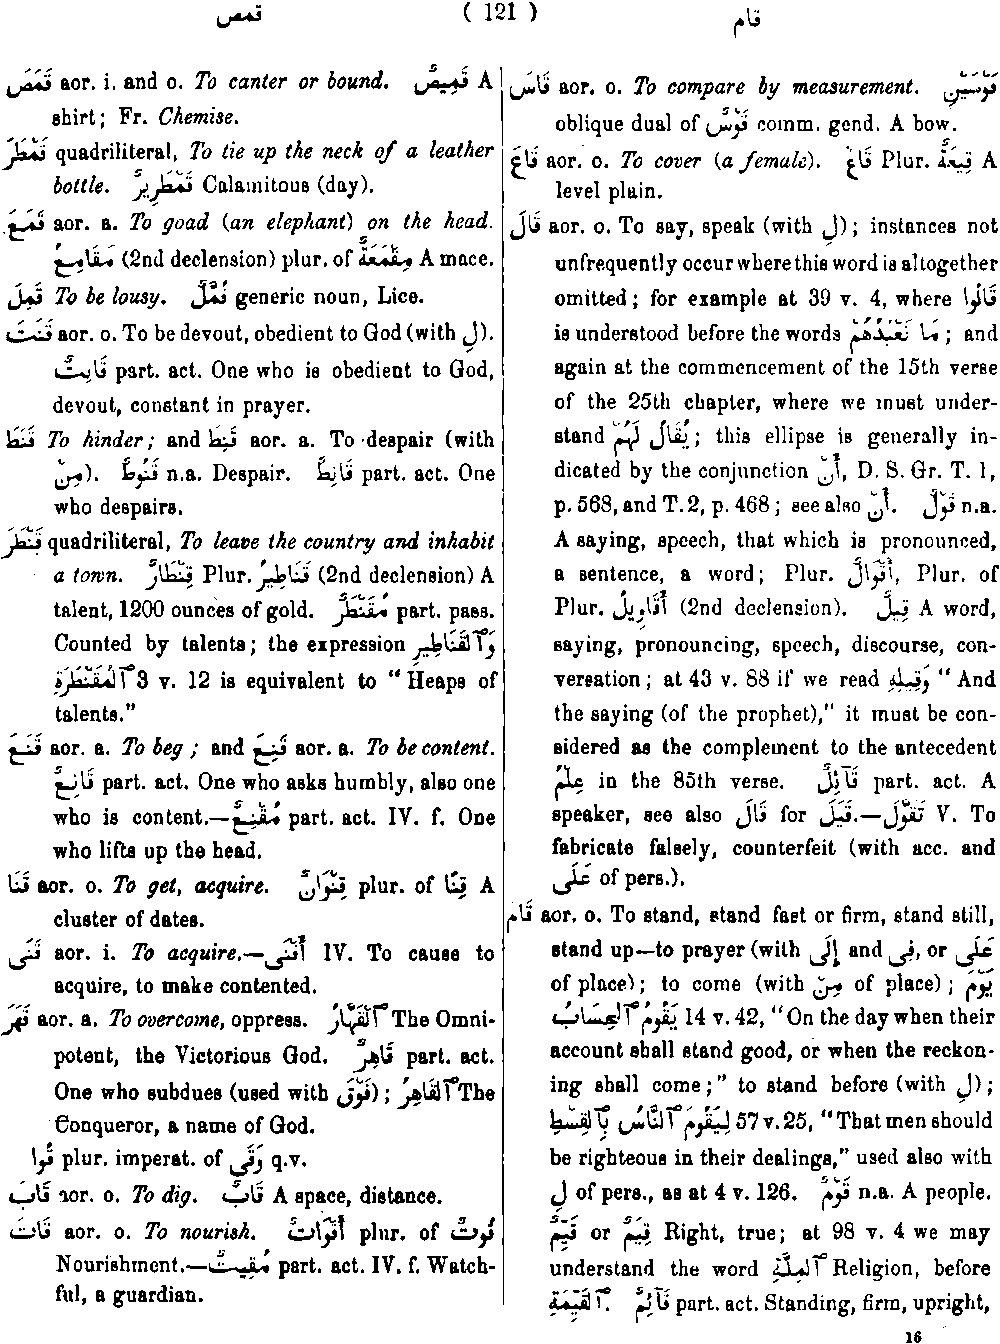 قمص
( 121 )
قام
قَمَصَ aor. i. and o. To canter or bound. قَمِيصٌ A
shirt; Fr. Chemise.
قَمْطَرَ quadriliteral, To tie up the neck of a leather
bottle. قَمْطَرِيرٌ Calamitous (day).
قَمَعَ aor. a. To goad (an elephant) on the head.
مَقَامِعُ (2nd declension) plur. of مِقْمَعَةٌ A mace.
قَمِلَ To be lousy. قُمَّلٌ generic noun, Lice.
قَنَتَ aor. o. To be devout, obedient to God (with لِ).
قَانِتٌ part. act. One who is obedient to God,
devout, constant in prayer.
قَنَطَ To hinder; and قَنِطَ aor. a. To despair (with
مِنْ). قَنُوطٌ n.a. Despair. قَانِطٌ part. act. One
who despairs.
قَنْطَرَ quadriliteral, To leave the country and inhabit
a town. قِنْطَارٌ Plur. قَنَاطِيرُ (2nd declension) A
talent, 1200 ounces of gold. مُقَنْطَرٌ part. pass.
Counted by talents; the expression وَٱلْقَنَاطِيرِ
ٱلْمُقَنْطَرَةِ 3 v. 12 is equivalent to "Heaps of
talents."
قَنَعَ aor. a. To beg; and قَنِعَ aor. a. To be content.
قَانِعٌ part. act. One who asks humbly, also one
who is content.—مُقْنِعٌ part. act. IV. f. One
who lifts up the head.
قَنَا aor. o. To get, acquire. قِنْوَانٌ plur. of قِنًا A
cluster of dates.
قَنَى aor. i. To acquire.—أَقْنَى IV. To cause to
acquire, to make contented.
قَهَرَ aor. a. To overcome, oppress. ٱلْقَهَّارُ The Omni-
potent, the Victorious God. قَاهِرٌ part. act.
One who subdues (used with فَوْقَ); ٱلْقَاهِرُ The
Conqueror, a name of God.
قُوا plur. imperat. of وَقَى q.v.
قَابَ aor. o. To dig. قَابٌ A space, distance.
قَاتَ aor. o. To nourish. أَقْوَاتٌ plur. of قُوتٌ
Nourishment.—مُقِيتٌ part. act. IV. f. Watch-
ful, a guardian.
قَاسَ aor. o. To compare by measurement. قَوْسَيْنِ
oblique dual of قَوْسٌ comm. gend. A bow.
قَاعَ aor. o. To cover (a female). قَاعٌ Plur. قِيعَةٌ A
level plain.
قَالَ aor. o. To say, speak (with لِ); instances not
unfrequently occur where this word is altogether
omitted; for example at 39 v. 4, where قَالُوا
is understood before the words مَا نَعْبُدُهُمْ; and
again at the commencement of the 15th verse
of the 25th chapter, where we must under-
stand يُقَالُ لَهُمْ; this ellipse is generally in-
dicated by the conjunction أَنْ, D. S. Gr. T. 1,
p. 568, and T. 2, p. 468; see also أَنْ. قَوْلٌ n.a.
A saying, speech, that which is pronounced,
a sentence, a word; Plur. أَقْوَالٌ, Plur. of
Plur. أَقَاوِيلُ (2nd declension). قِيلٌ A word,
saying, pronouncing, speech, discourse, con-
versation; at 43 v. 88 if we read وَقِيلِهِ "And
the saying (of the prophet)," it must be con-
sidered as the complement to the antecedent
عِلْمُ in the 85th verse. قَآئِلٌ part. act. A
speaker, see also قَالَ for قَيَلَ.—تَقَوَّلَ V. To
fabricate falsely, counterfeit (with acc. and
عَلَى of pers.).
قَامَ aor. o. To stand, stand fast or firm, stand still,
stand up—to prayer (with إِلَى and فِى, or عَلَى
of place); to come (with مِنْ of place); يَوْمَ
يَقُومُ ٱلْحِسَابُ 14 v. 42, "On the day when their
account shall stand good, or when the reckon-
ing shall come;" to stand before (with لِ);
لِيَقُومَ ٱلنَّاسُ بِٱلْقِسْطِ 57 v. 25, "That men should
be righteous in their dealings," used also with
لِ of pers., as at 4 v. 126. قَوْمٌ n.a. A people.
قَيِّمٌ or قِيَمٌ Right, true; at 98 v. 4 we may
understand the word ٱلْمِلَّةِ Religion, before
ٱلْقَيِّمَةِ. قَآئِمٌ part. act. Standing, firm, upright,
16